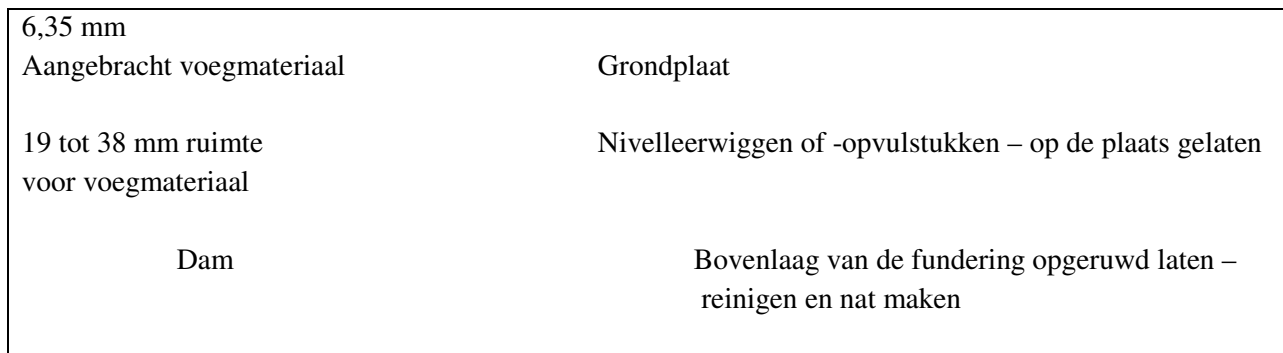 6,35 mm
Aangebracht voegmateriaal Grondplaat
19 tot 38 mm ruimte Nivelleerwiggen of -opvulstukken – op de plaats gelaten
voor voegmateriaal
Dam Bovenlaag van de fundering opgeruwd laten –
reinigen en nat maken